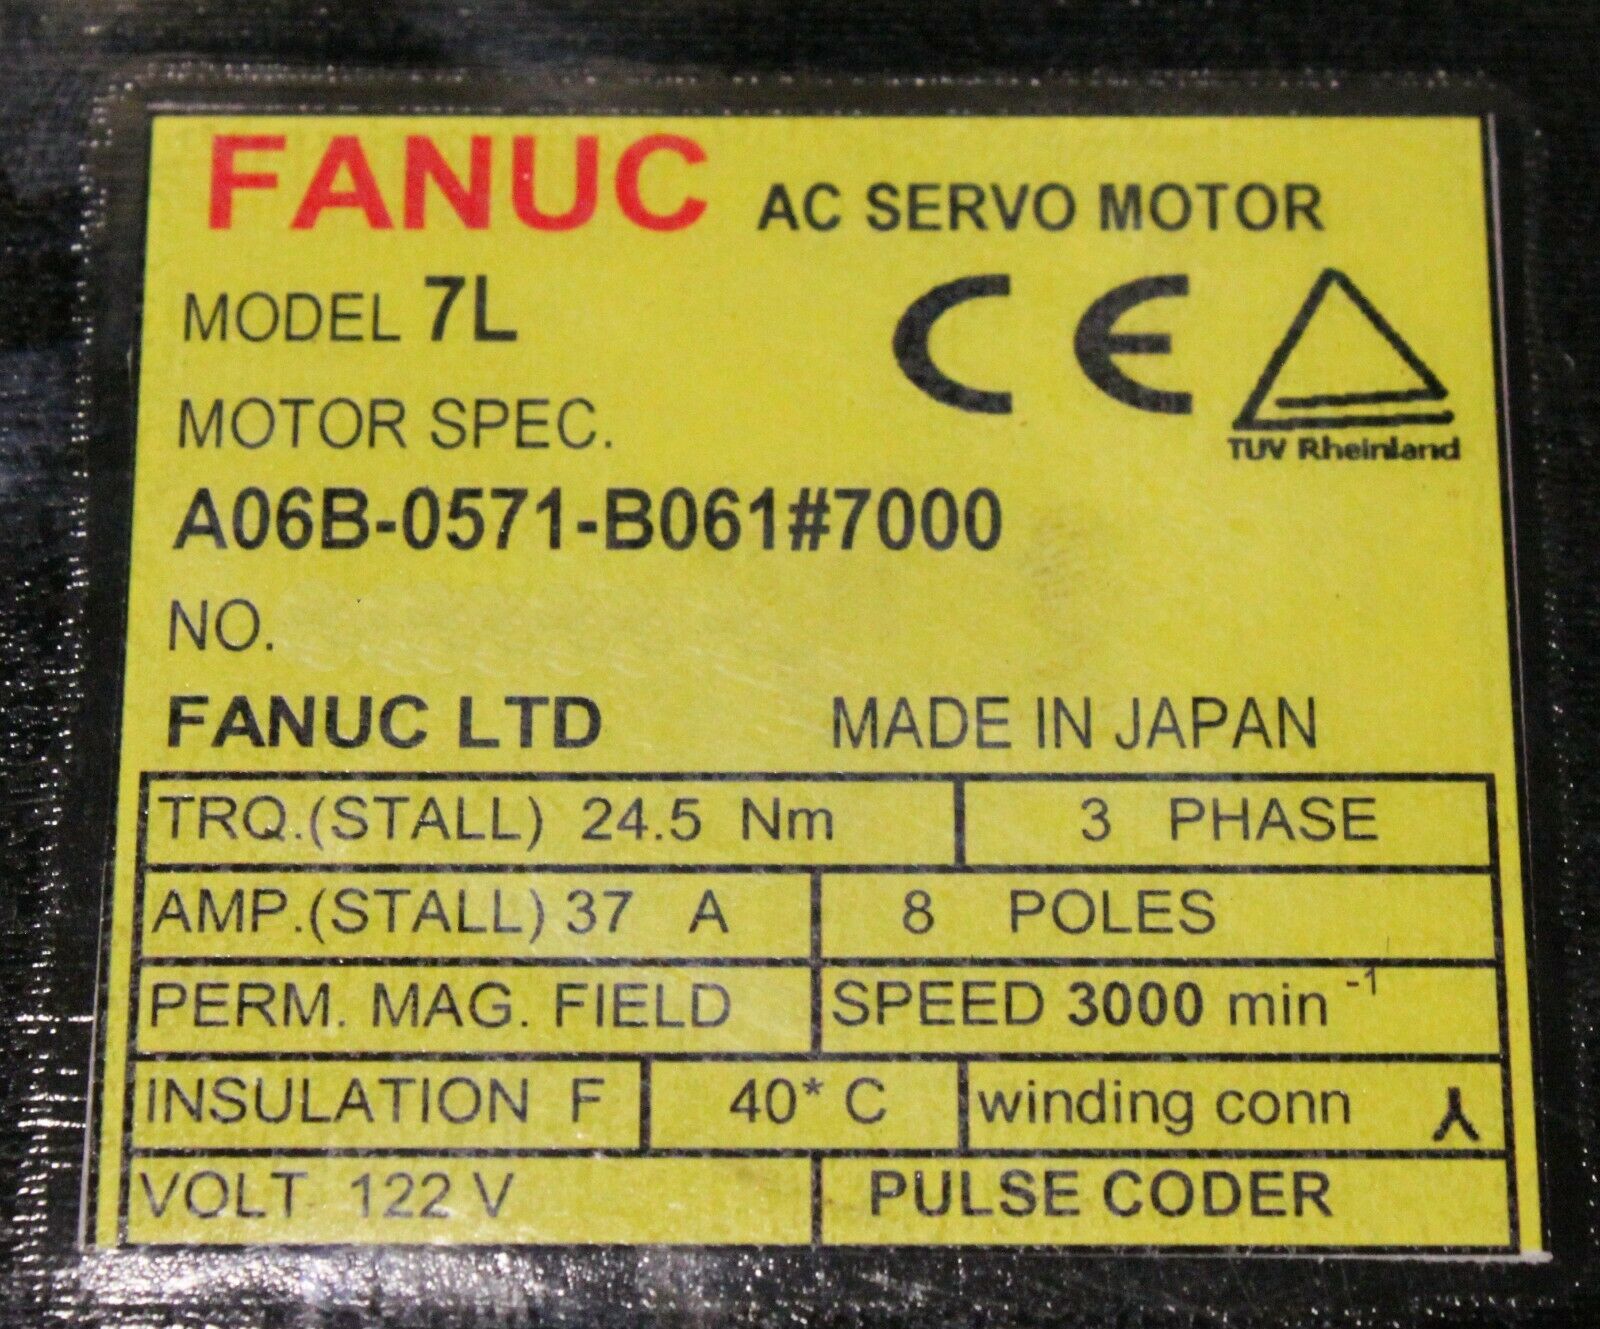 FANUC AC SERVO MOTOR
MODEL 7L
CE
MOTOR SPEC.
TUV Rheinland
A06B-0571-B061#7000
NO.
FANUC LTD MADE IN JAPAN
TRQ.(STALL) 24.5 Nm 3 PHASE
AMP.(STALL) 37 A 8 POLES
PERM. MAG. FIELD SPEED 3000 min⁻¹
INSULATION F 40* C winding conn
VOLT 122 V PULSE CODER